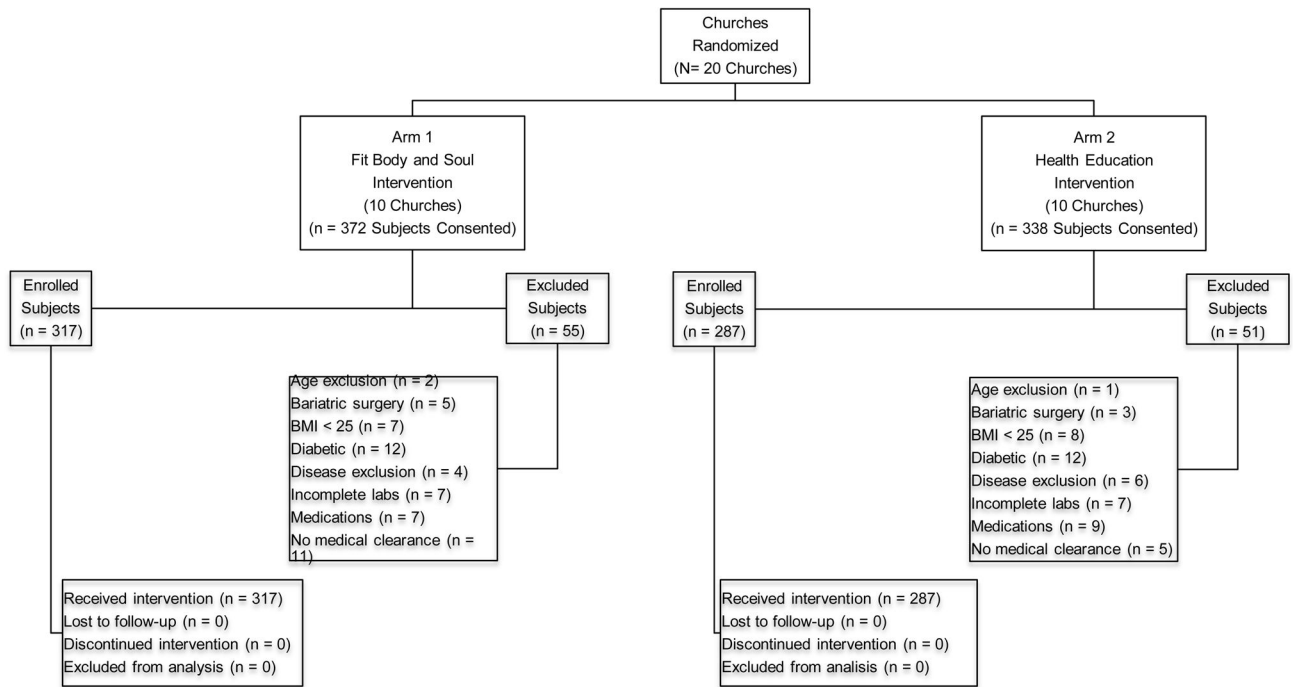 Churches
Randomized
(N= 20 Churches)
Arm 1
Fit Body and Soul
Intervention
(10 Churches)
(n = 372 Subjects Consented)
Arm 2
Health Education
Intervention
(10 Churches)
(n = 338 Subjects Consented)
Enrolled
Subjects
(n = 317)
Excluded
Subjects
(n = 55)
Enrolled
Subjects
(n = 287)
Excluded
Subjects
(n = 51)
Age exclusion (n = 2)
Bariatric surgery (n = 5)
BMI < 25 (n = 7)
Diabetic (n = 12)
Disease exclusion (n = 4)
Incomplete labs (n = 7)
Medications (n = 7)
No medical clearance (n =
11)
Age exclusion (n = 1)
Bariatric surgery (n = 3)
BMI < 25 (n = 8)
Diabetic (n = 12)
Disease exclusion (n = 6)
Incomplete labs (n = 7)
Medications (n = 9)
No medical clearance (n = 5)
Received intervention (n = 317)
Lost to follow-up (n = 0)
Discontinued intervention (n = 0)
Excluded from analysis (n = 0)
Received intervention (n = 287)
Lost to follow-up (n = 0)
Discontinued intervention (n = 0)
Excluded from analisis (n = 0)